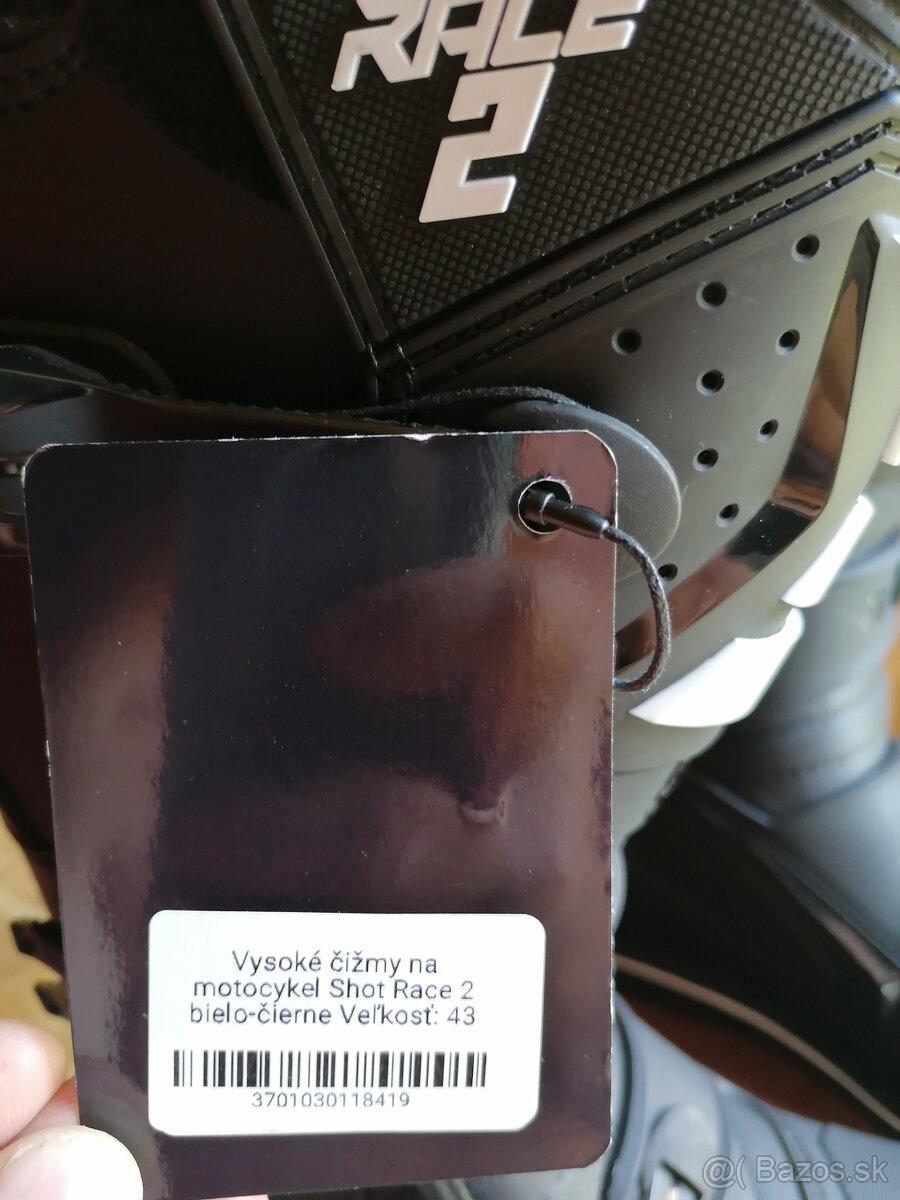 RACE
2
Vysoké čižmy na
motocykel Shot Race 2
bielo-čierne Veľkosť: 43
3701030118419
@( Bazos.sk